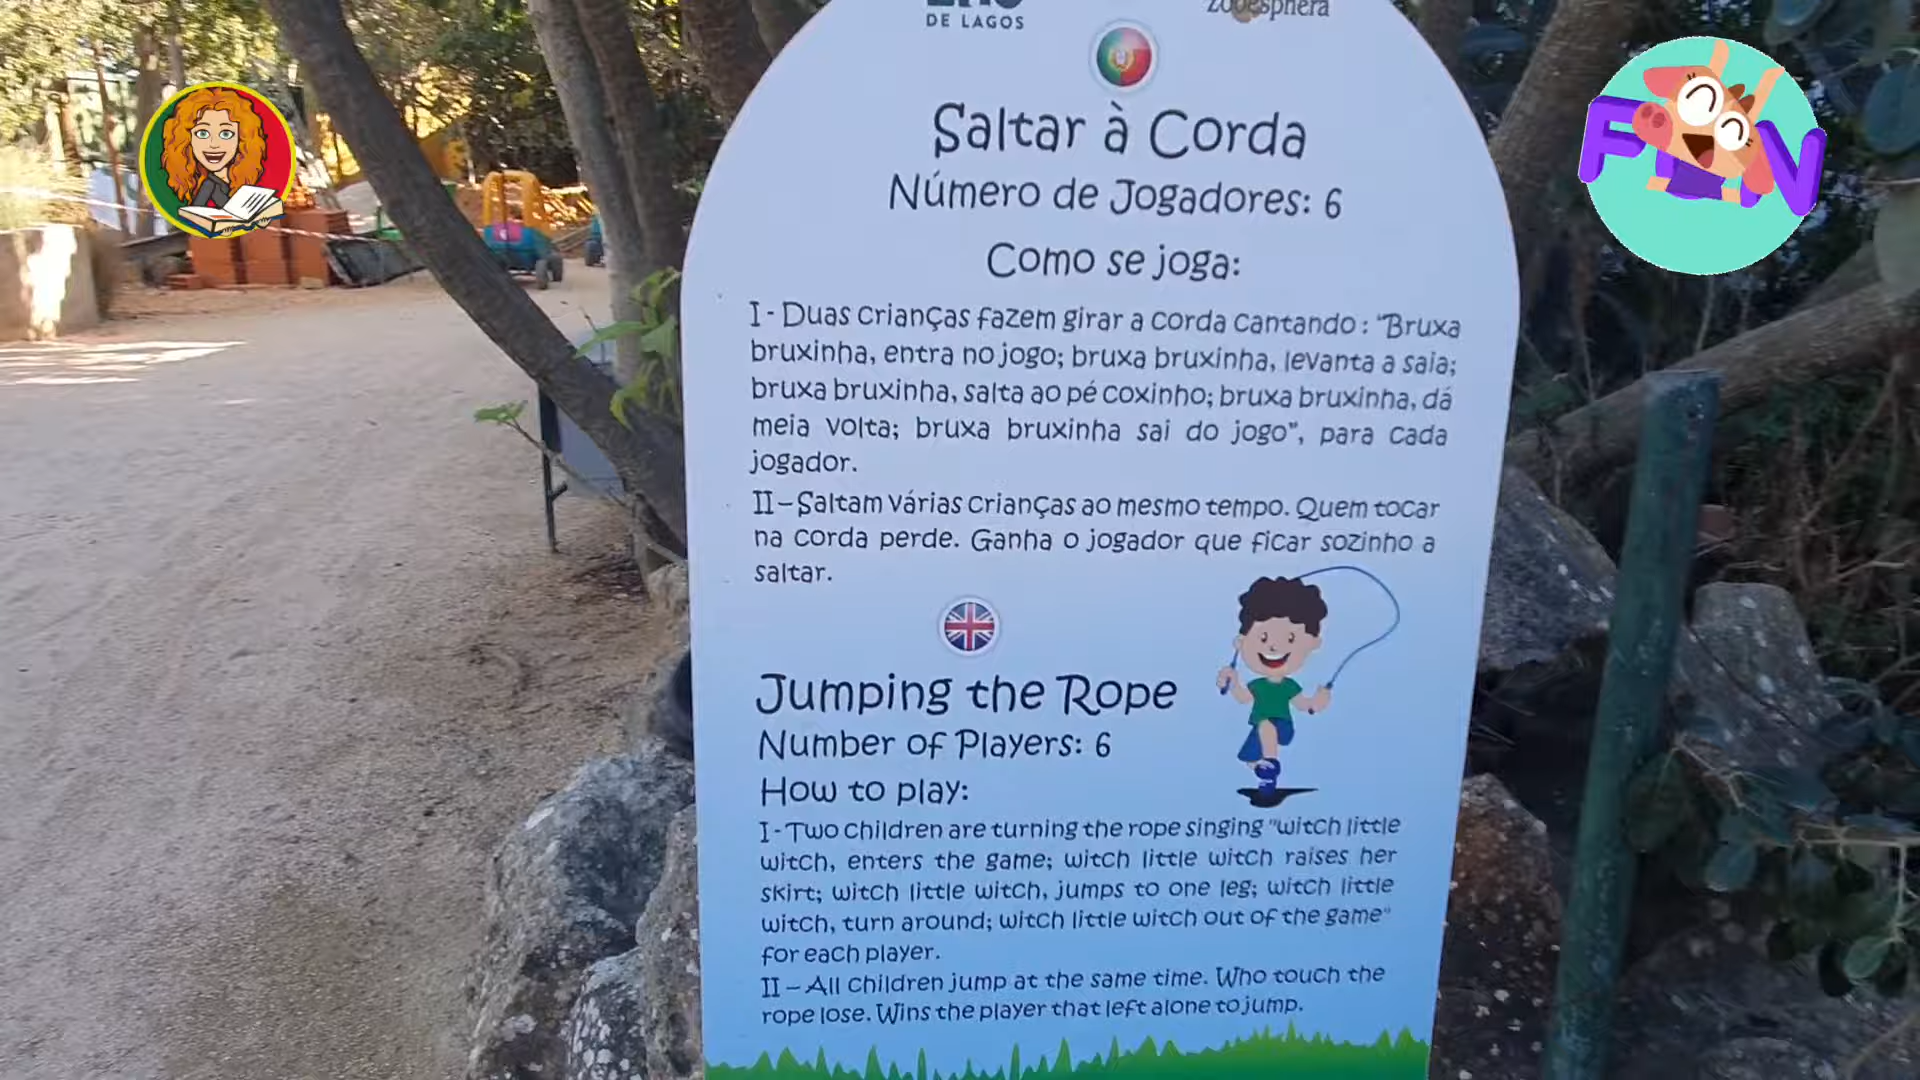 DE LAGOS
zooesphera
FUN
Saltar à Corda
Número de Jogadores: 6
Como se joga:
I - Duas crianças fazem girar a corda cantando : "Bruxa
bruxinha, entra no jogo; bruxa bruxinha, levanta a saia;
bruxa bruxinha, salta ao pé coxinho; bruxa bruxinha, dá
meia volta; bruxa bruxinha sai do jogo", para cada
jogador.
II – Saltam várias crianças ao mesmo tempo. Quem tocar
na corda perde. Ganha o jogador que ficar sozinho a
saltar.
Jumping the Rope
Number of Players: 6
How to play:
I - Two children are turning the rope singing "witch little
witch, enters the game; witch little witch raises her
skirt; witch little witch, jumps to one leg; witch little
witch, turn around; witch little witch out of the game"
for each player.
II – All children jump at the same time. Who touch the
rope lose. Wins the player that left alone to jump.